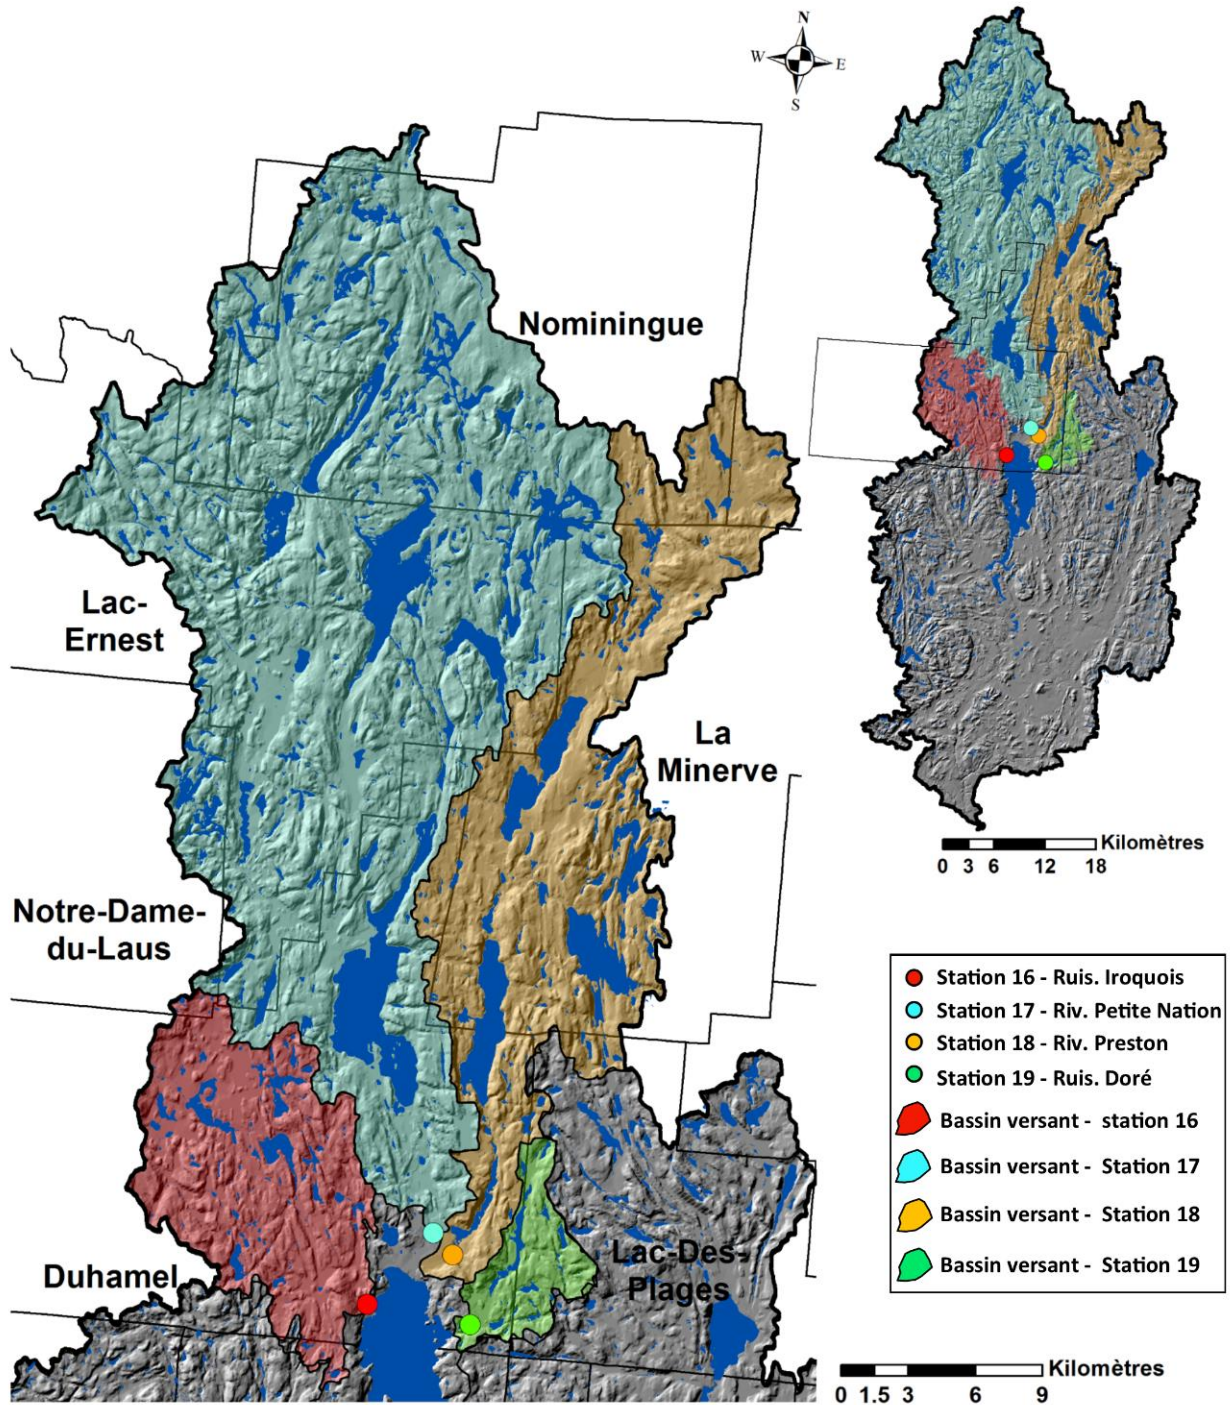 N
W E
S
Nominingue
Lac-
Ernest
La
Minerve
Notre-Dame-
du-Laus
Duhamel
Lac-Des-
Plages
Kilomètres
0 3 6 12 18
Station 16 - Ruis. Iroquois
Station 17 - Riv. Petite Nation
Station 18 - Riv. Preston
Station 19 - Ruis. Doré
Bassin versant - station 16
Bassin versant - Station 17
Bassin versant - Station 18
Bassin versant - Station 19
Kilomètres
0 1.5 3 6 9